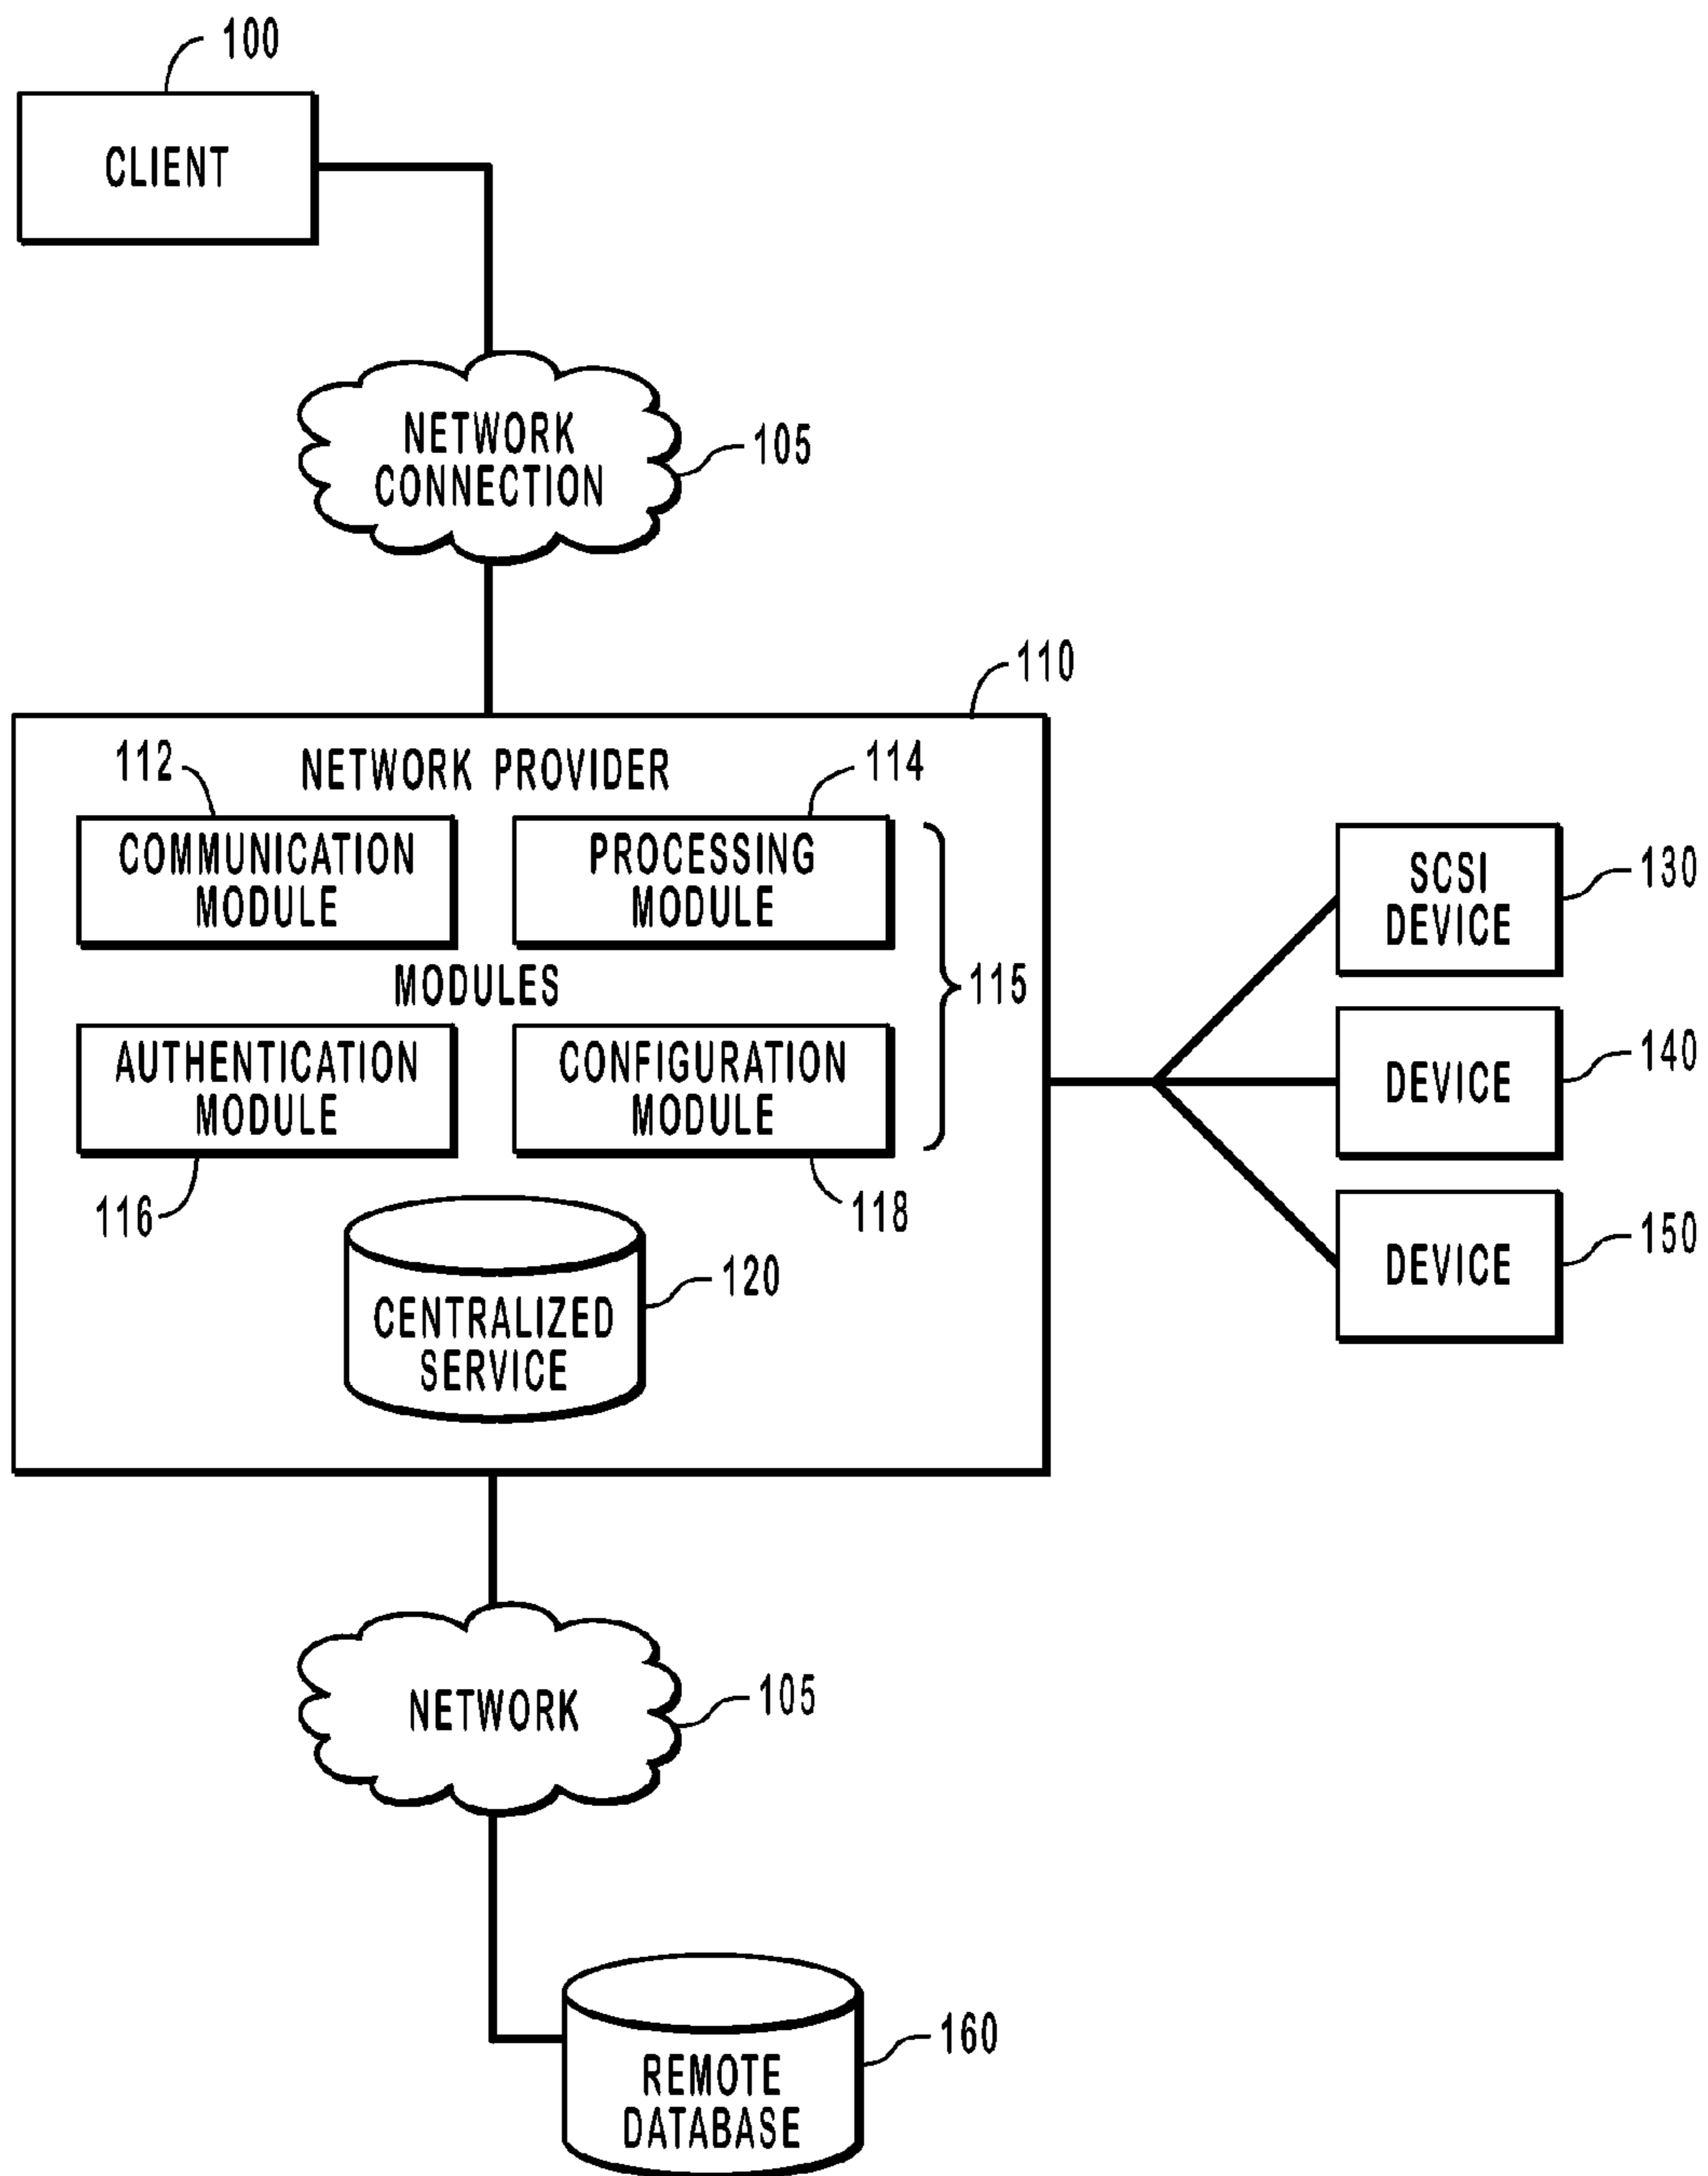 100
CLIENT
NETWORK
CONNECTION
105
110
NETWORK PROVIDER
112
114
COMMUNICATION
MODULE
PROCESSING
MODULE
MODULES
115
AUTHENTICATION
MODULE
CONFIGURATION
MODULE
116
118
120
CENTRALIZED
SERVICE
SCSI
DEVICE
130
DEVICE
140
DEVICE
150
NETWORK
105
160
REMOTE
DATABASE